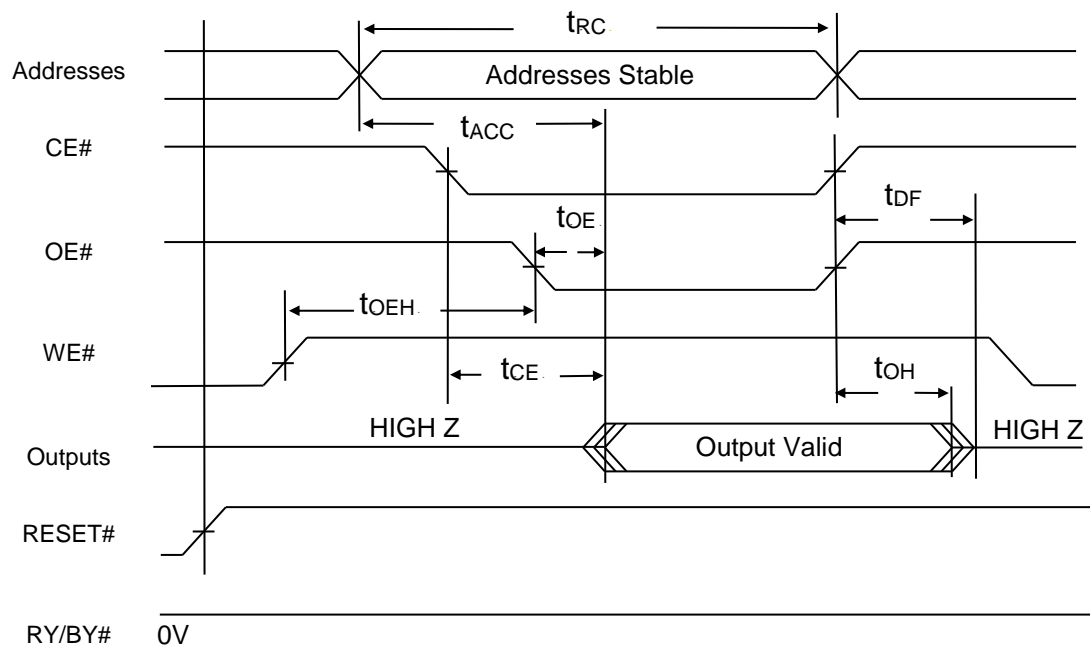 tRC
Addresses
Addresses Stable
tACC
CE#
tDF
tOE
OE#
tOEH
WE#
tCE
tOH
HIGH Z
Output Valid
HIGH Z
Outputs
RESET#
RY/BY#
0V